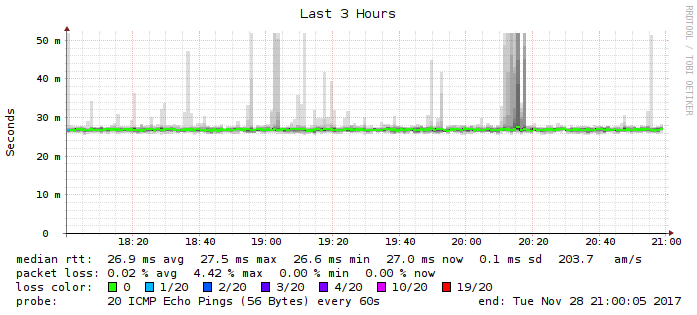 Last 3 Hours
RRDTOOL / TOBI OETIKER
Seconds
50 m
40 m
30 m
20 m
10 m
0
18:20 18:40 19:00 19:20 19:40 20:00 20:20 20:40 21:00
median rtt: 26.9 ms avg 27.5 ms max 26.6 ms min 27.0 ms now 0.1 ms sd 203.7 am/s
packet loss: 0.02 % avg 4.42 % max 0.00 % min 0.00 % now
loss color: 0 1/20 2/20 3/20 4/20 10/20 19/20
probe: 20 ICMP Echo Pings (56 Bytes) every 60s end: Tue Nov 28 21:00:05 2017